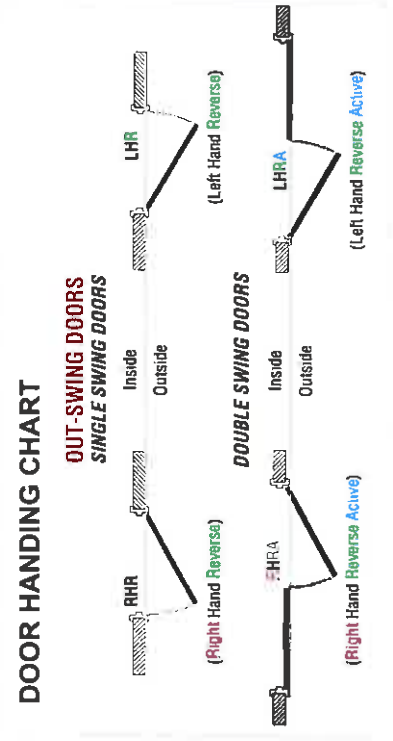 DOOR HANDING CHART
OUT-SWING DOORS
SINGLE SWING DOORS
RHR
Inside
Outside
LHR
(Right Hand Reverse)
(Left Hand Reverse)
DOUBLE SWING DOORS
RHRA
Inside
Outside
LHRA
(Right Hand Reverse Active)
(Left Hand Reverse Active)